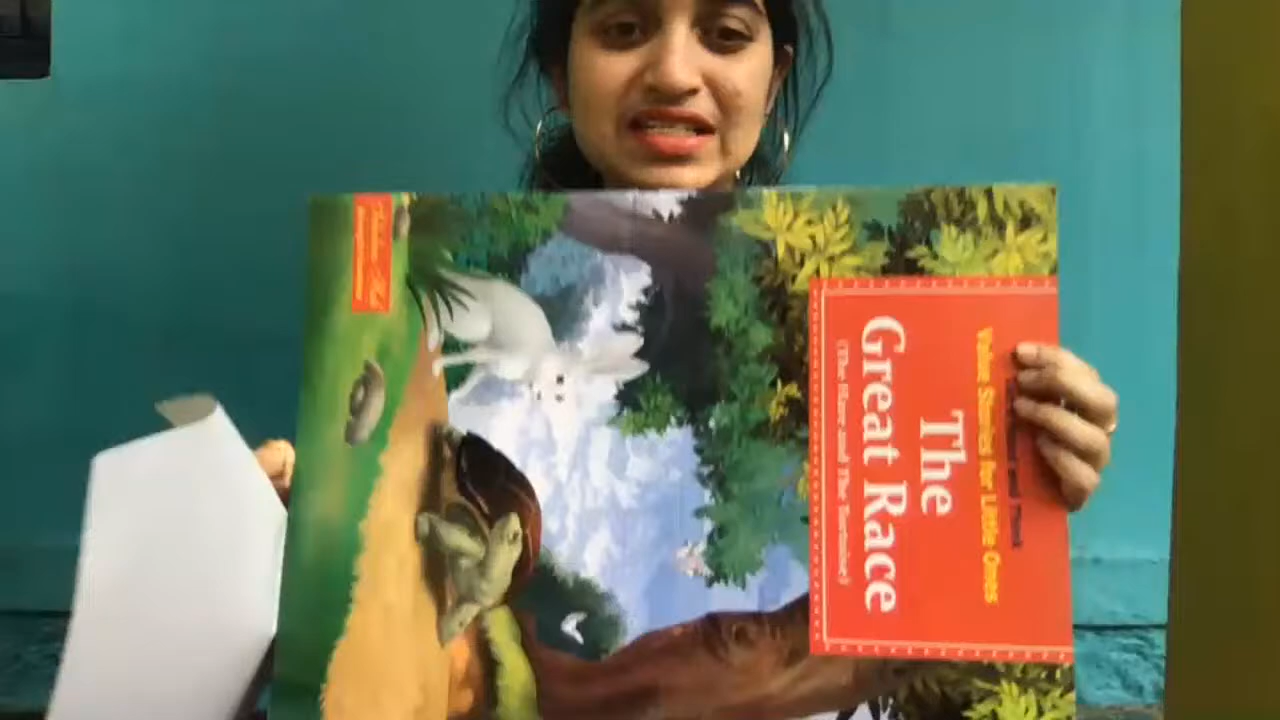 Value Stories for Little Ones
The
Great Race
(The Hare and The Tortoise)